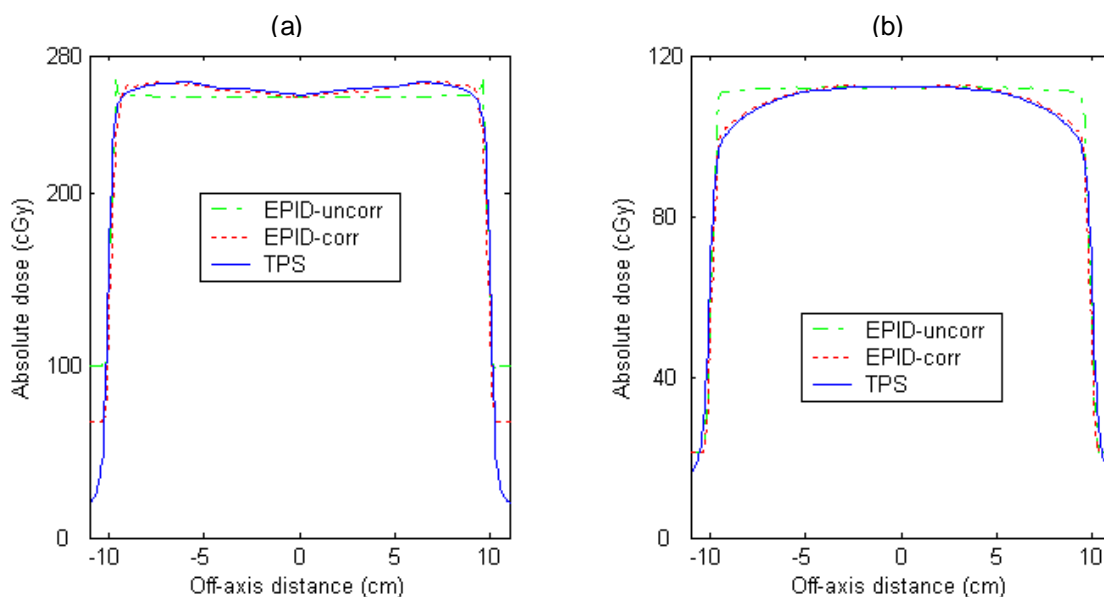 (a)
280
200
100
0
Absolute dose (cGy)
EPID-uncorr
EPID-corr
TPS
-10
-5
0
5
10
Off-axis distance (cm)
(b)
120
80
40
0
Absolute dose (cGy)
EPID-uncorr
EPID-corr
TPS
-10
-5
0
5
10
Off-axis distance (cm)